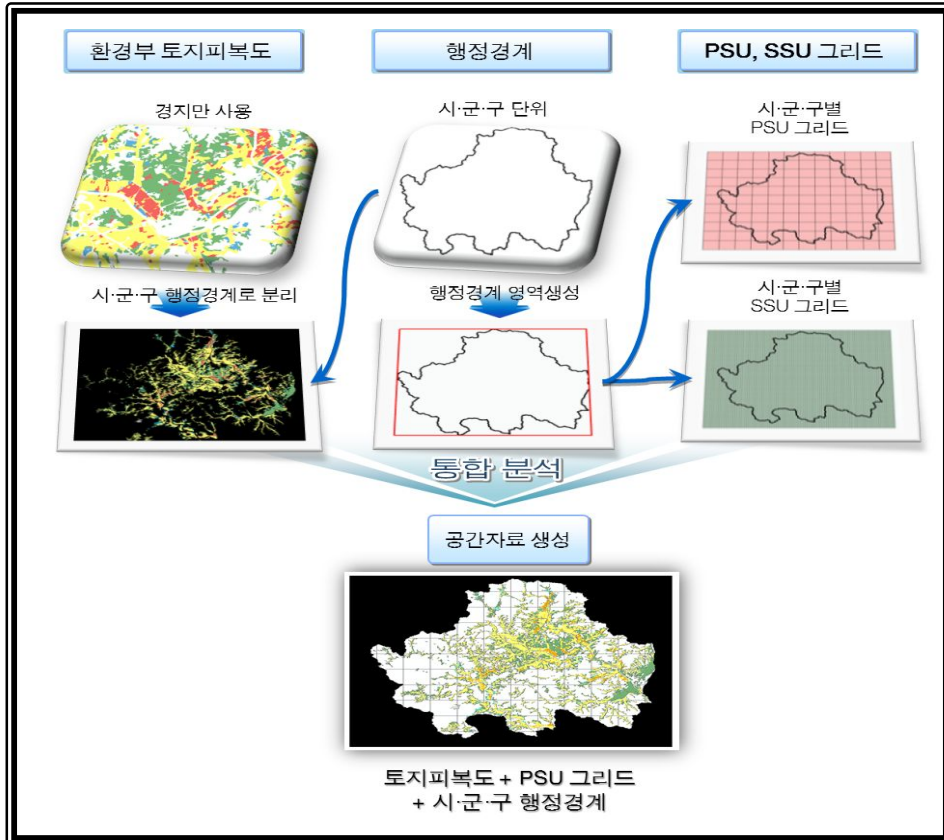 환경부 토지피복도
행정경계
PSU, SSU 그리드
경지만 사용
시·군·구 단위
시·군·구별
PSU 그리드
시·군·구 행정경계로 분리
행정경계 영역생성
시·군·구별
SSU 그리드
통합 분석
공간자료 생성
토지피복도 + PSU 그리드
+ 시·군·구 행정경계